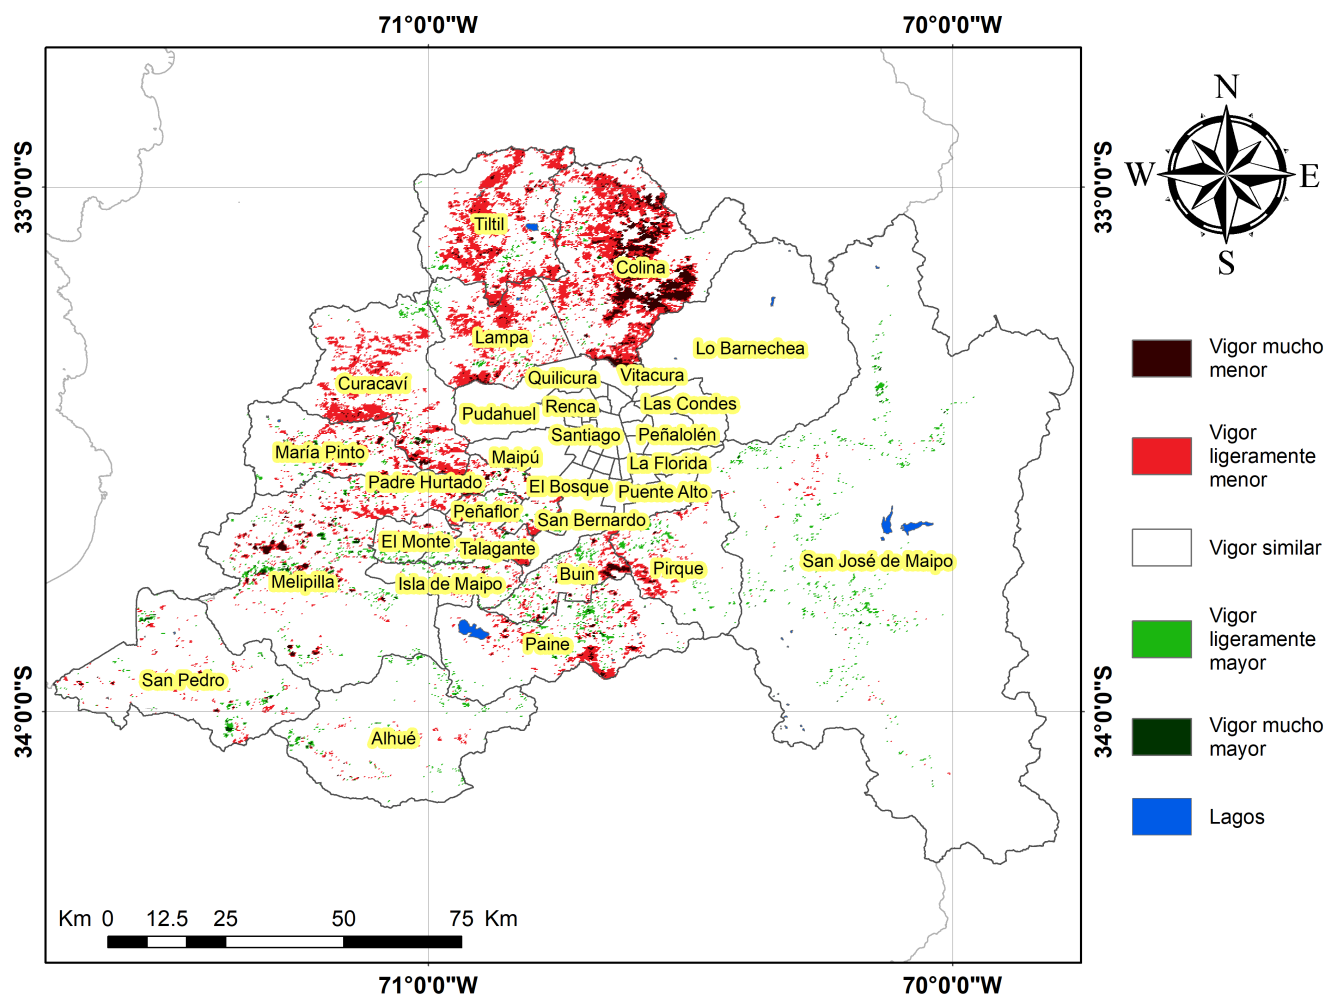 71°0'0"W 70°0'0"W
N
W E
S
33°0'0"S 33°0'0"S
Tiltil
Colina
Lampa
Lo Barnechea
Quilicura Vitacura
Curacaví
Pudahuel Renca Las Condes
Santiago Peñalolén
María Pinto Maipú
La Florida
Padre Hurtado El Bosque Puente Alto
Peñaflor San Bernardo
El Monte Talagante
San José de Maipo
Melipilla Isla de Maipo Buin Pirque
Paine
San Pedro
Alhué
34°0'0"S 34°0'0"S
Vigor mucho
menor
Vigor
ligeramente
menor
Vigor similar
Vigor
ligeramente
mayor
Vigor mucho
mayor
Lagos
Km 0 12.5 25 50 75 Km
71°0'0"W 70°0'0"W